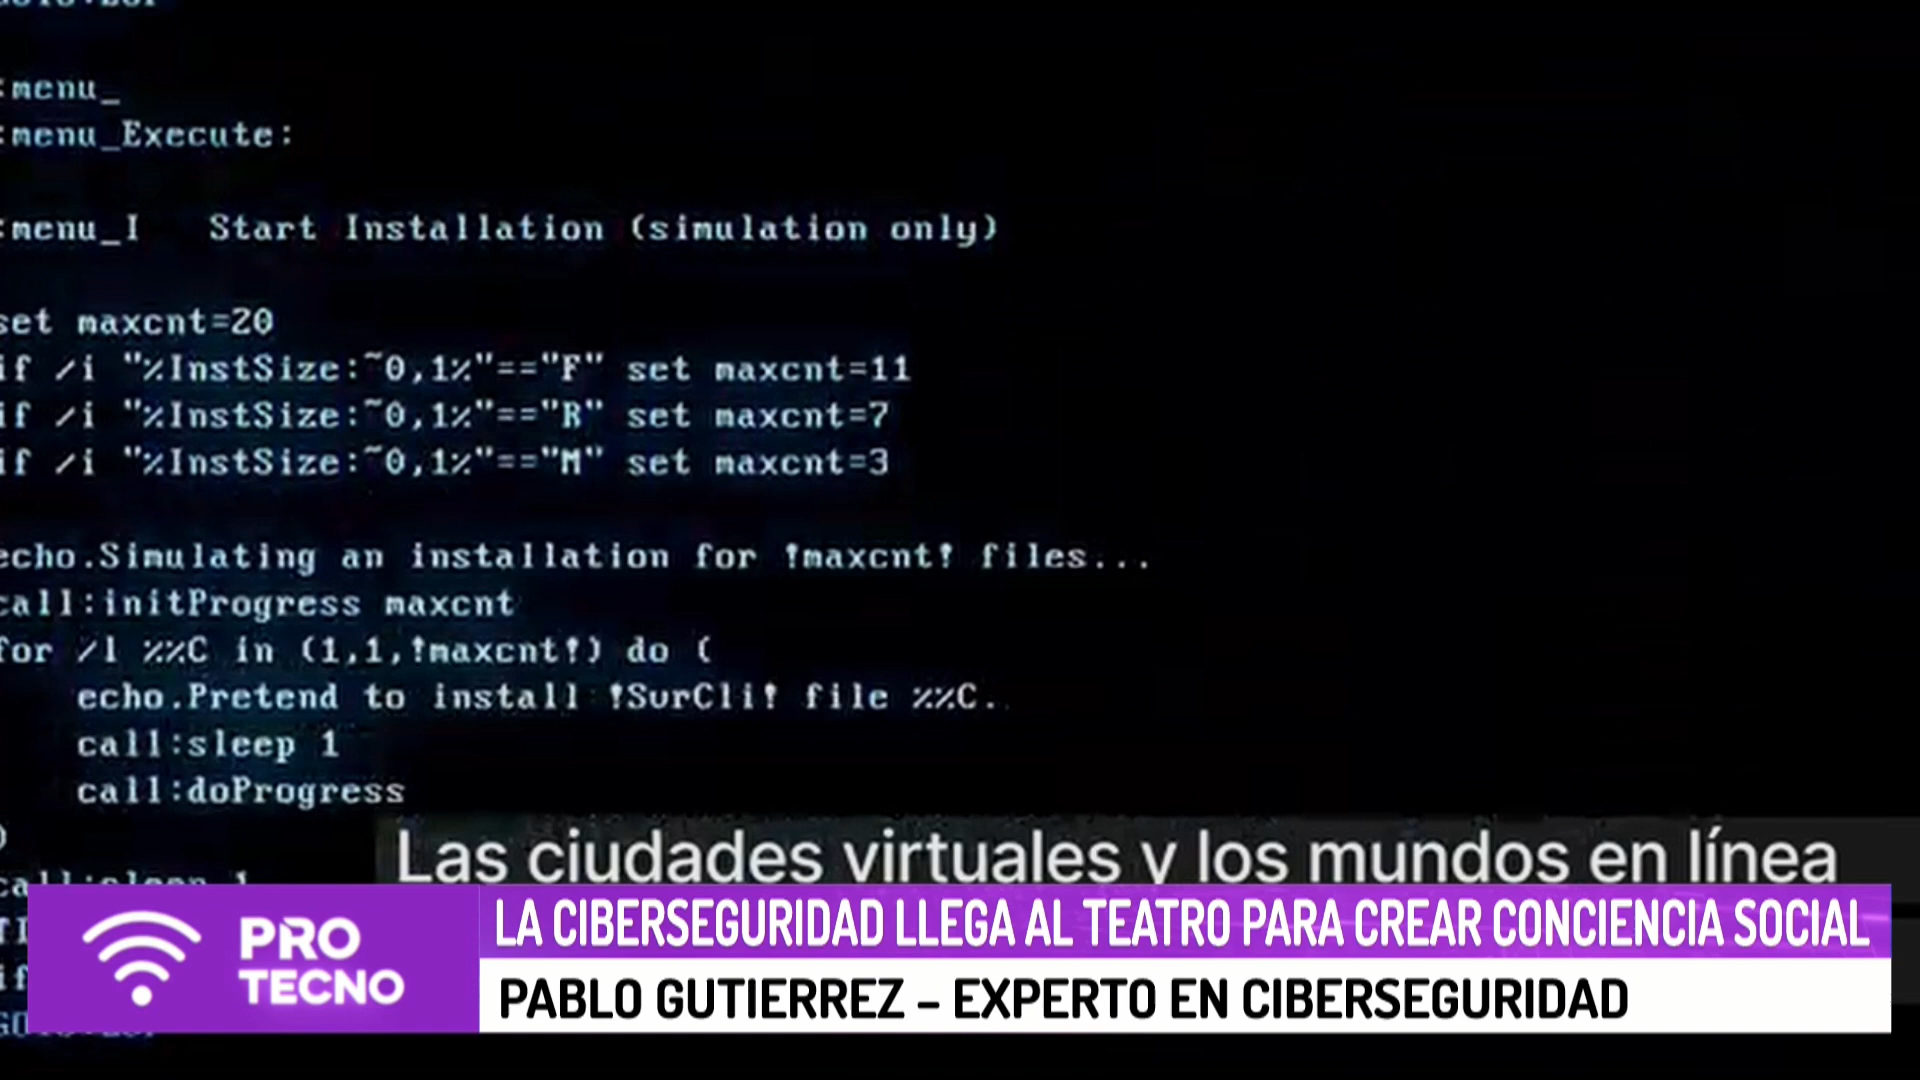 :menu_
:menu_Execute:
:menu_I Start Installation (simulation only)
set maxcnt=20
if /i "%InstSize:~0,1%"=="F" set maxcnt=11
if /i "%InstSize:~0,1%"=="R" set maxcnt=7
if /i "%InstSize:~0,1%"=="M" set maxcnt=3
echo.Simulating an installation for !maxcnt! files...
call:initProgress maxcnt
for /l %%C in (1,1,!maxcnt!) do (
echo.Pretend to install !SurCli! file %%C.
call:sleep 1
call:doProgress
)
call:sleep 1
Las ciudades virtuales y los mundos en línea
PRO
TECNO
LA CIBERSEGURIDAD LLEGA AL TEATRO PARA CREAR CONCIENCIA SOCIAL
PABLO GUTIERREZ – EXPERTO EN CIBERSEGURIDAD